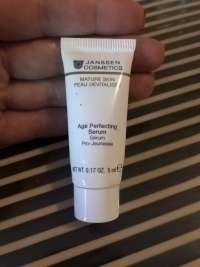 JANSSEN
COSMETICS
MATURE SKIN
PEAU DÉVITALISÉE
Age Perfecting
Serum
Sérum
Pro-Jeunesse
NET WT. 0.17 OZ. 5 ml ℮